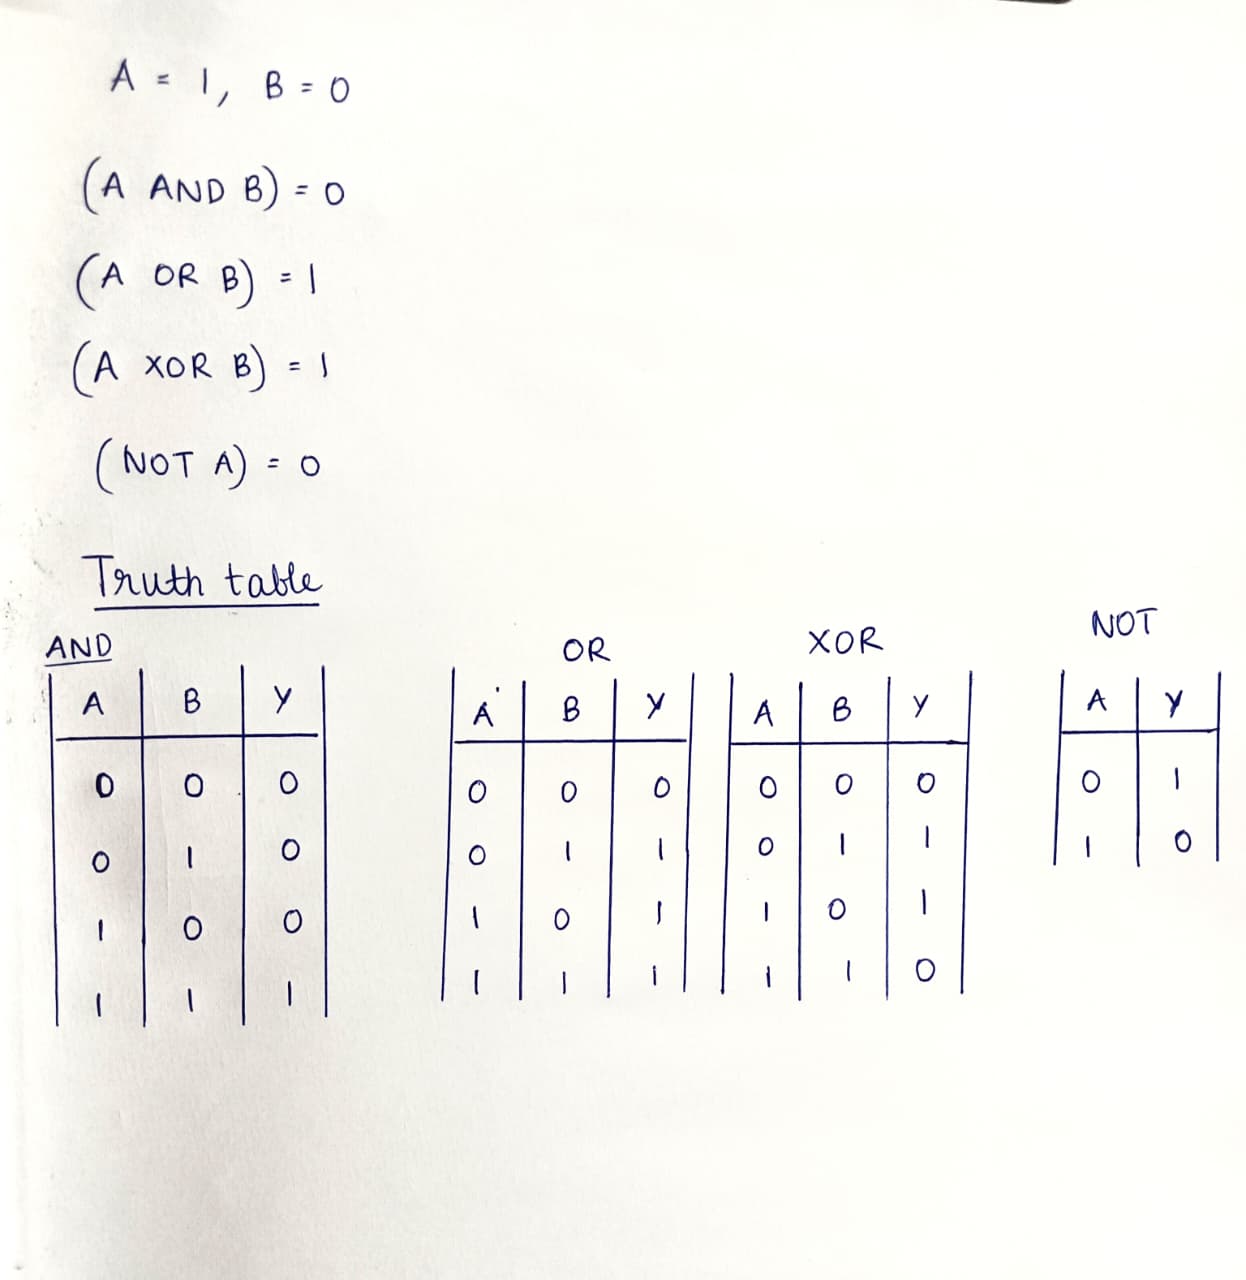 A = 1, B = 0
(A AND B) = 0
(A OR B) = 1
(A XOR B) = 1
(NOT A) = 0
Truth table
AND
A B Y
0 0 0
0 1 0
1 0 0
1 1 1
OR
A B Y
0 0 0
0 1 1
1 0 1
1 1 1
XOR
A B Y
0 0 0
0 1 1
1 0 1
1 1 0
NOT
A Y
0 1
1 0